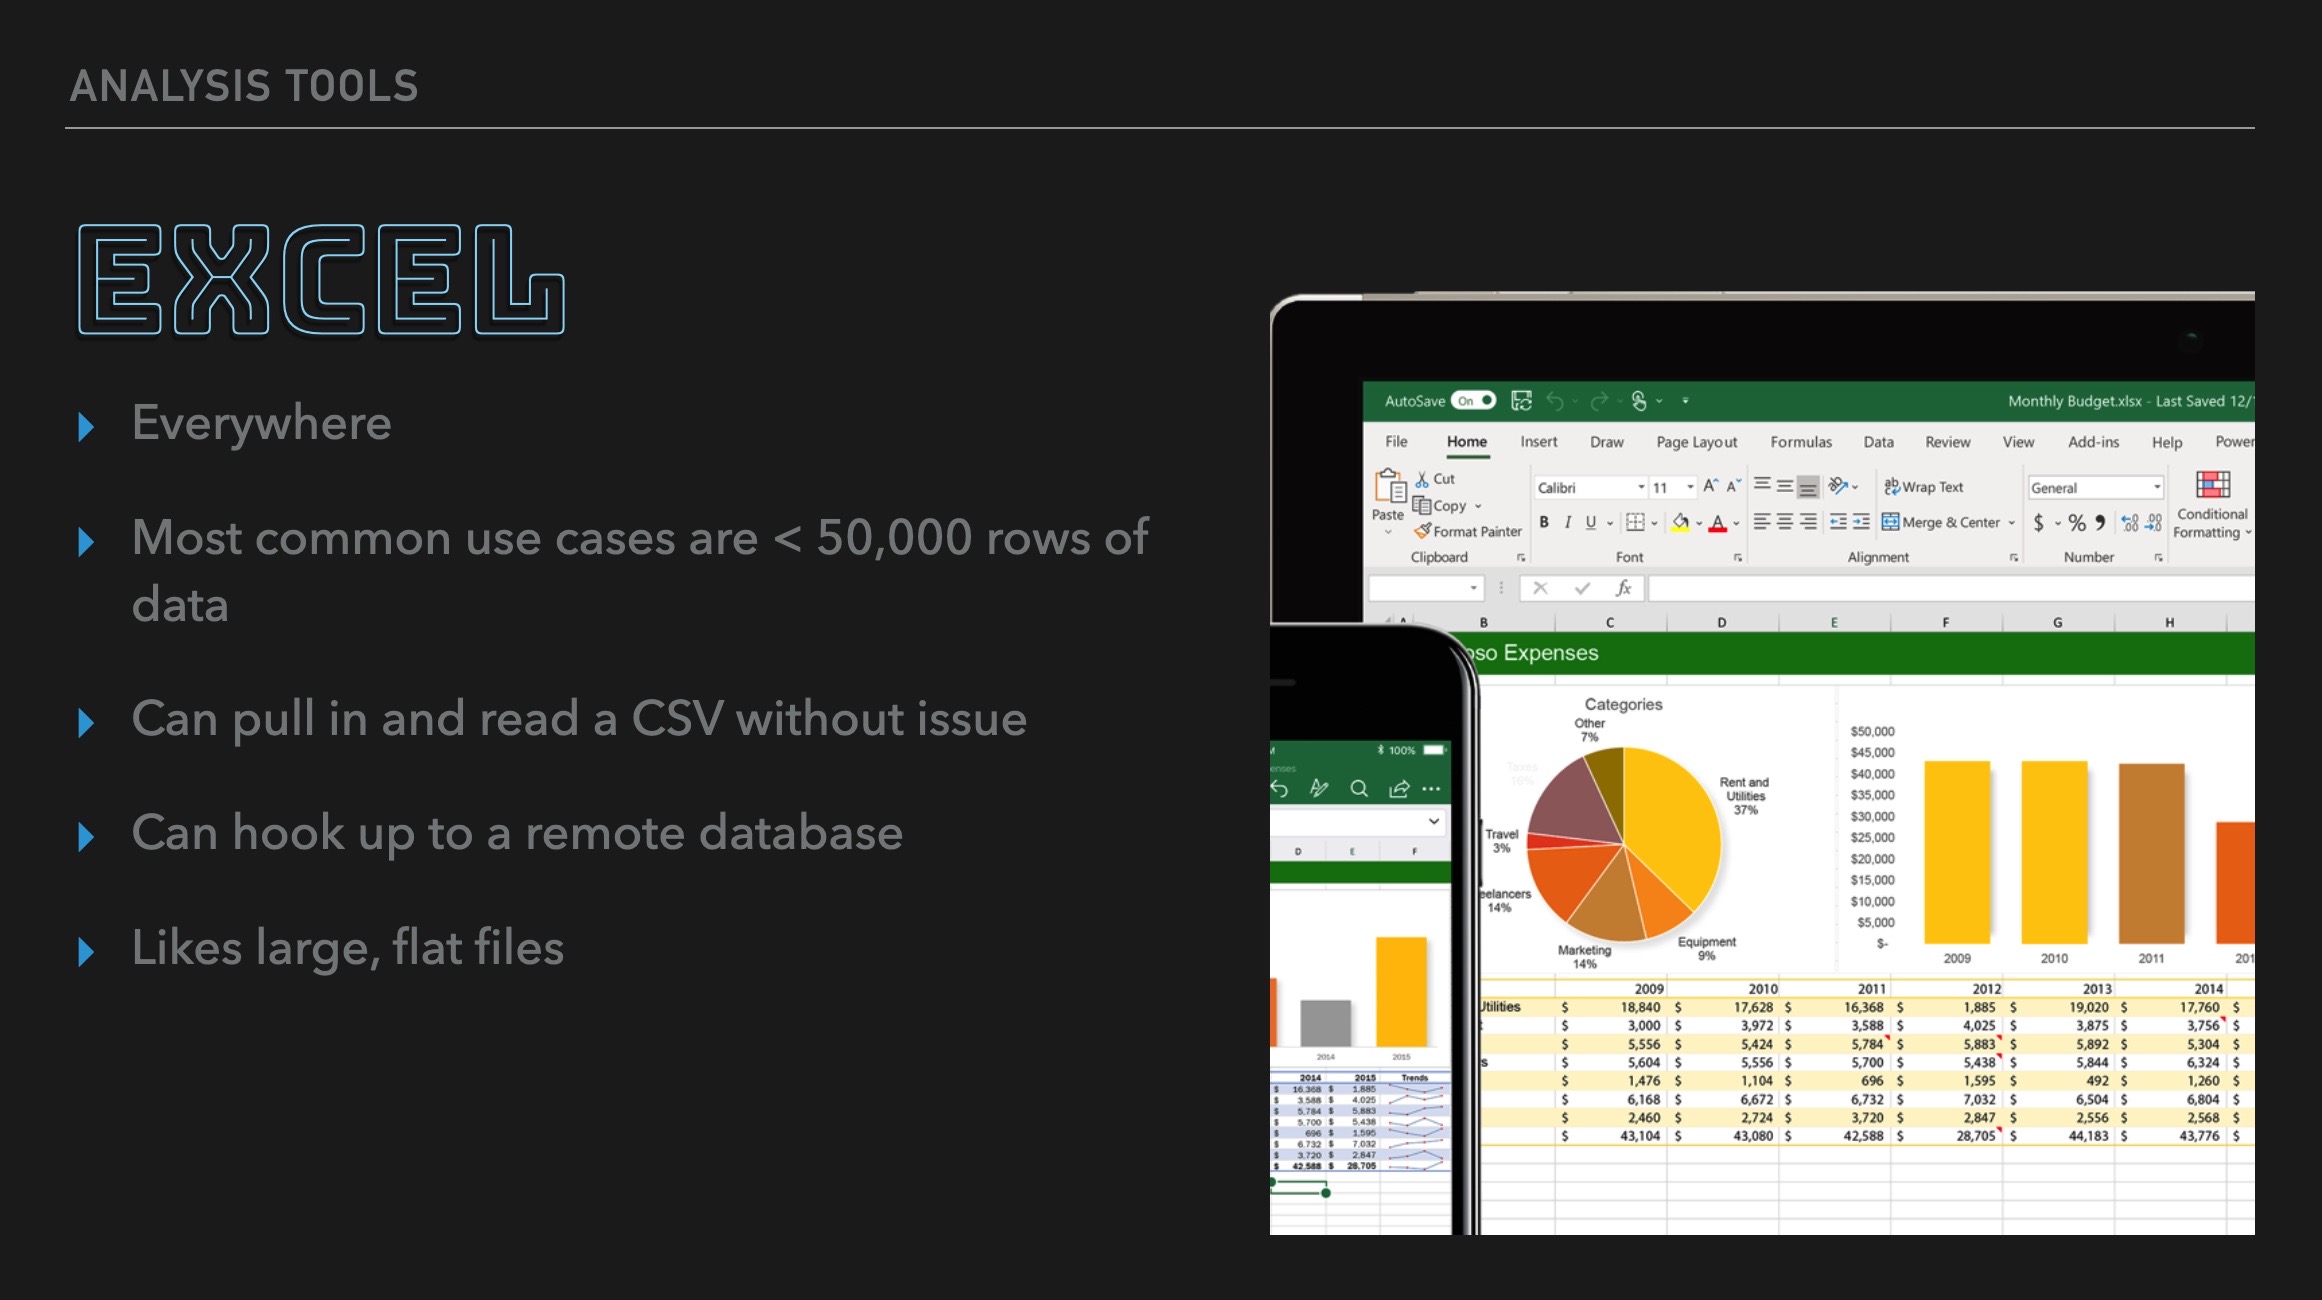 ANALYSIS TOOLS
EXCEL
Everywhere
Most common use cases are < 50,000 rows of
data
Can pull in and read a CSV without issue
Can hook up to a remote database
Likes large, flat files
AutoSave On Monthly Budget.xlsx - Last Saved 12/
File Home Insert Draw Page Layout Formulas Data Review View Add-ins Help Power
Cut
Calibri 11 Wrap Text General
Copy
Paste
Format Painter B I U A Merge & Center $ % Conditional
Formatting
Clipboard Font Alignment Number
fx
A B C D E F G H
oso Expenses
Categories
Other
7%
Taxes
16%
Rent and
Utilities
37%
Travel
3%
eelancers
14%
Marketing
14%
Equipment
9%
$50,000
$45,000
$40,000
$35,000
$30,000
$25,000
$20,000
$15,000
$10,000
$5,000
$-
2009 2010 2011 201
2009 2010 2011 2012 2013 2014
Utilities $ 18,840 $ 17,628 $ 16,368 $ 1,885 $ 19,020 $ 17,760 $
$ 3,000 $ 3,972 $ 3,588 $ 4,025 $ 3,875 $ 3,756 $
$ 5,556 $ 5,424 $ 5,784 $ 5,883 $ 5,892 $ 5,304 $
s $ 5,604 $ 5,556 $ 5,700 $ 5,438 $ 5,844 $ 6,324 $
$ 1,476 $ 1,104 $ 696 $ 1,595 $ 492 $ 1,260 $
$ 6,168 $ 6,672 $ 6,732 $ 7,032 $ 6,504 $ 6,804 $
$ 2,460 $ 2,724 $ 3,720 $ 2,847 $ 2,556 $ 2,568 $
$ 43,104 $ 43,080 $ 42,588 $ 28,705 $ 44,183 $ 43,776 $
100%
enses
D E F
2014 2015
2014 2015 Trends
$ 16,368 $ 1,885
$ 3,588 $ 4,025
$ 5,784 $ 5,883
$ 5,700 $ 5,438
$ 696 $ 1,595
$ 6,732 $ 7,032
$ 3,720 $ 2,847
$ 42,588 $ 28,705